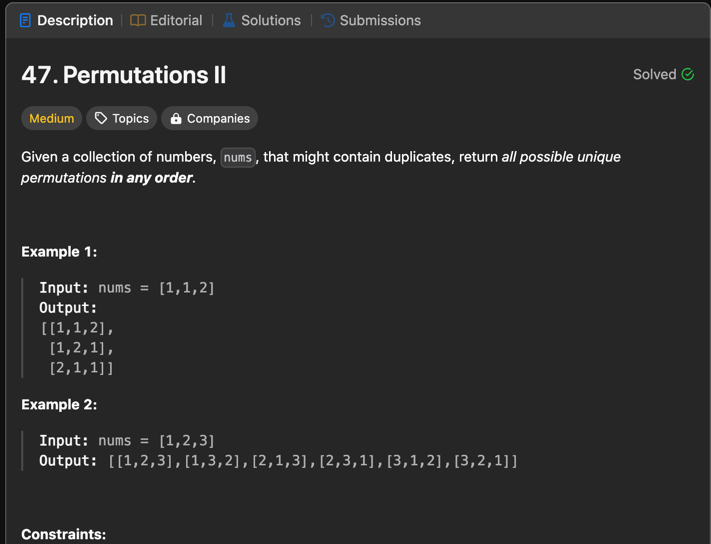 Description Editorial Solutions Submissions
47. Permutations II
Solved
Medium Topics Companies
Given a collection of numbers, nums, that might contain duplicates, return all possible unique
permutations in any order.
Example 1:
Input: nums = [1,1,2]
Output:
[[1,1,2],
[1,2,1],
[2,1,1]]
Example 2:
Input: nums = [1,2,3]
Output: [[1,2,3],[1,3,2],[2,1,3],[2,3,1],[3,1,2],[3,2,1]]
Constraints: